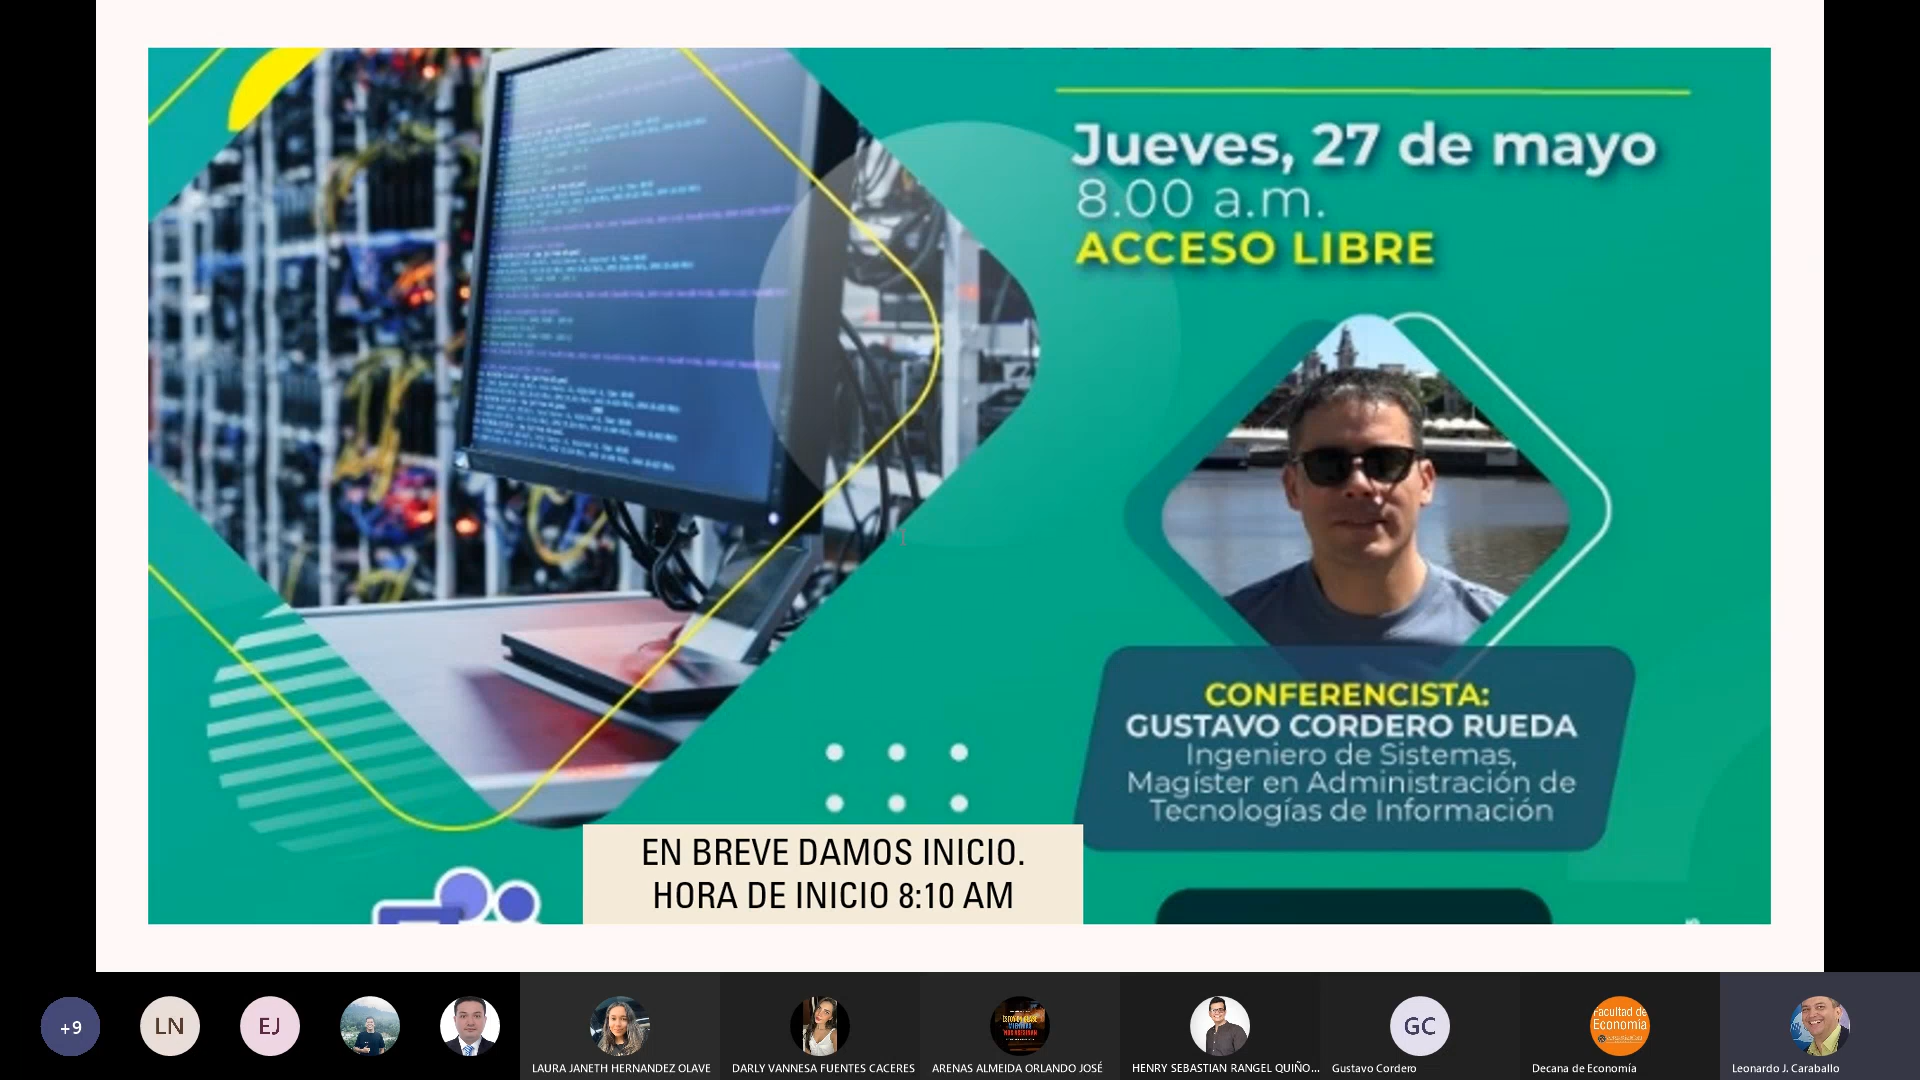 Jueves, 27 de mayo
8.00 a.m.
ACCESO LIBRE
CONFERENCISTA:
GUSTAVO CORDERO RUEDA
Ingeniero de Sistemas,
Magíster en Administración de
Tecnologías de Información
EN BREVE DAMOS INICIO.
HORA DE INICIO 8:10 AM
+9
LN
EJ
GC
Facultad de
Economía
LAURA JANETH HERNANDEZ OLAVE
DARLY VANNESA FUENTES CACERES
ARENAS ALMEIDA ORLANDO JOSÉ
HENRY SEBASTIAN RANGEL QUIÑO...
Gustavo Cordero
Decana de Economía
Leonardo J. Caraballo